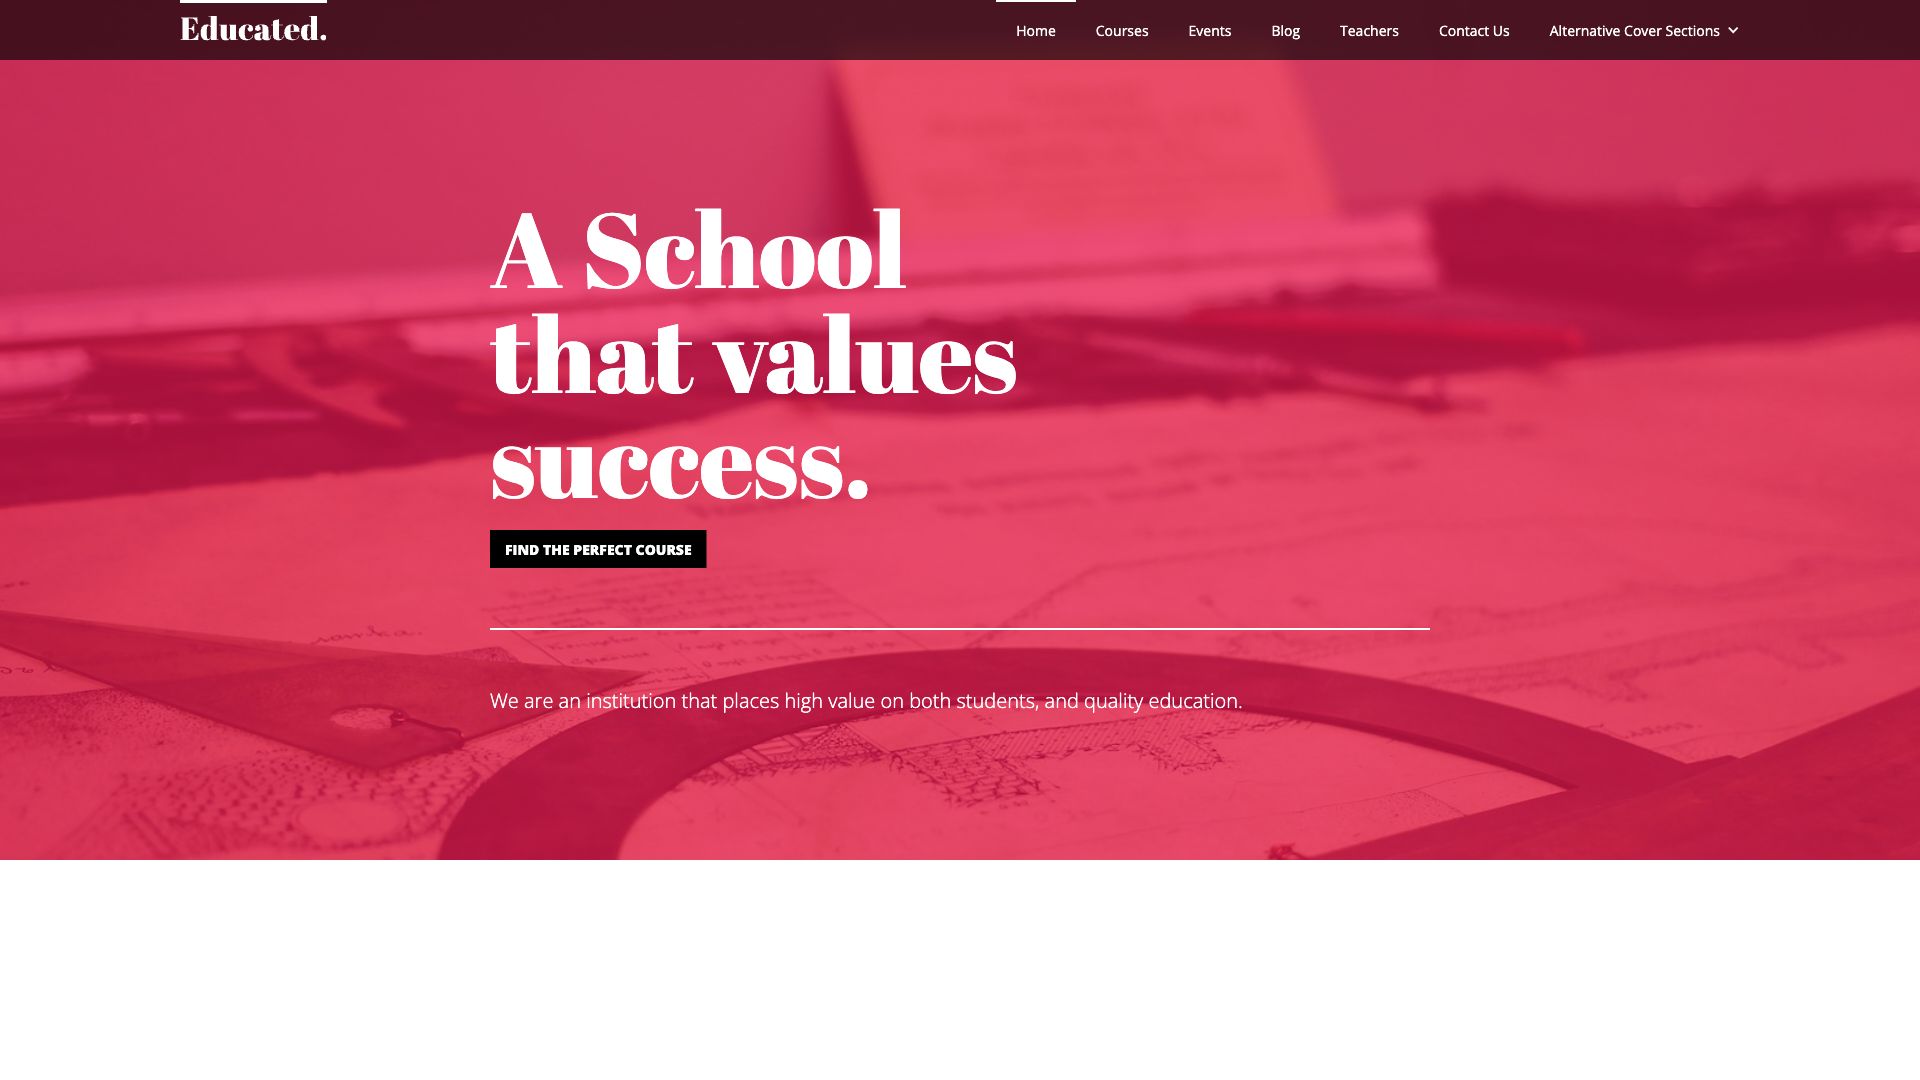 Educated.
Home
Courses
Events
Blog
Teachers
Contact Us
Alternative Cover Sections
A School
that values
success.
FIND THE PERFECT COURSE
We are an institution that places high value on both students, and quality education.